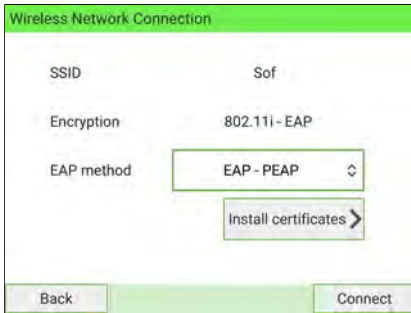 Wireless Network Connection
SSID Sof
Encryption 802.11i - EAP
EAP method EAP - PEAP
Install certificates
Back Connect